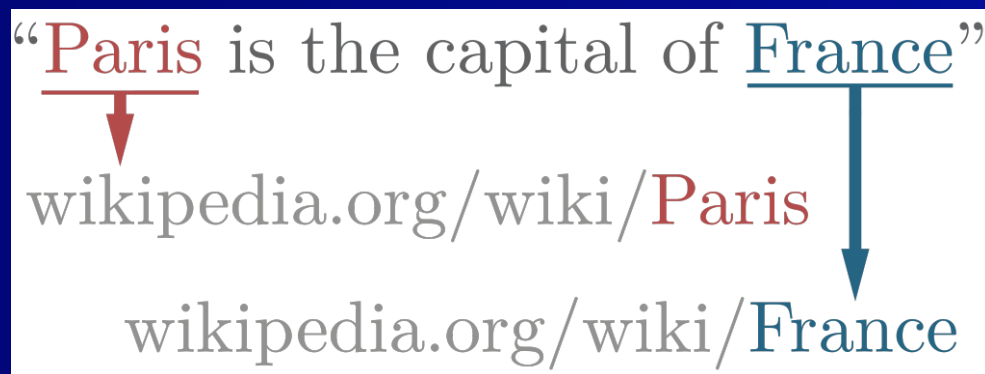 “Paris is the capital of France”
wikipedia.org/wiki/Paris
wikipedia.org/wiki/France